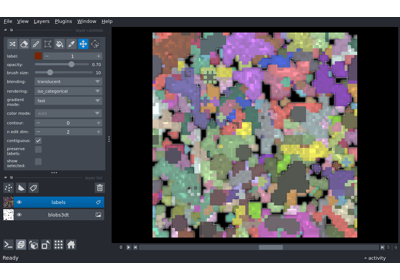 File View Layers Plugins Window Help
label: 1
opacity: 0.70
brush size: 10
blending: translucent
rendering: iso_categorical
gradient mode: fast
color mode:
contour: 0
n edit dim: 2
contiguous:
preserve labels:
show selected:
labels
blobs3dt
0
Ready
activity